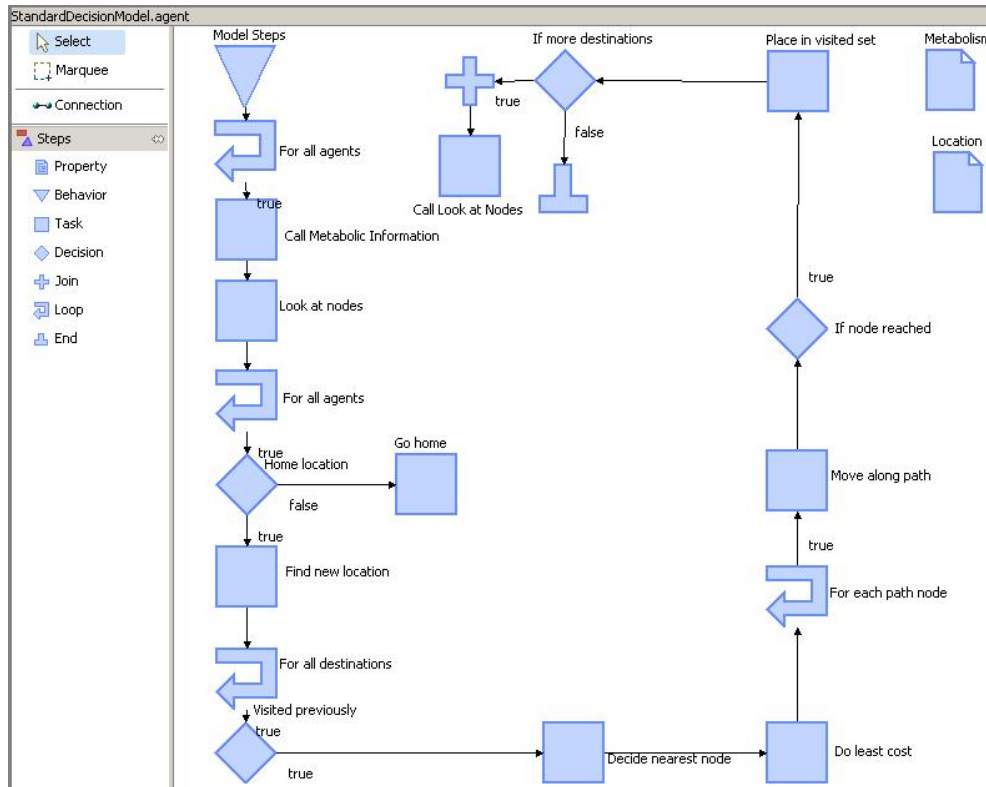 StandardDecisionModel.agent
Select
Marquee
Connection
Steps
Property
Behavior
Task
Decision
Join
Loop
End
Model Steps
For all agents
true
Call Metabolic Information
Look at nodes
For all agents
true
Home location
false
Go home
true
Find new location
For all destinations
Visited previously
true
true
Decide nearest node
Do least cost
For each path node
true
Move along path
If node reached
true
Place in visited set
If more destinations
true
false
Call Look at Nodes
Metabolism
Location